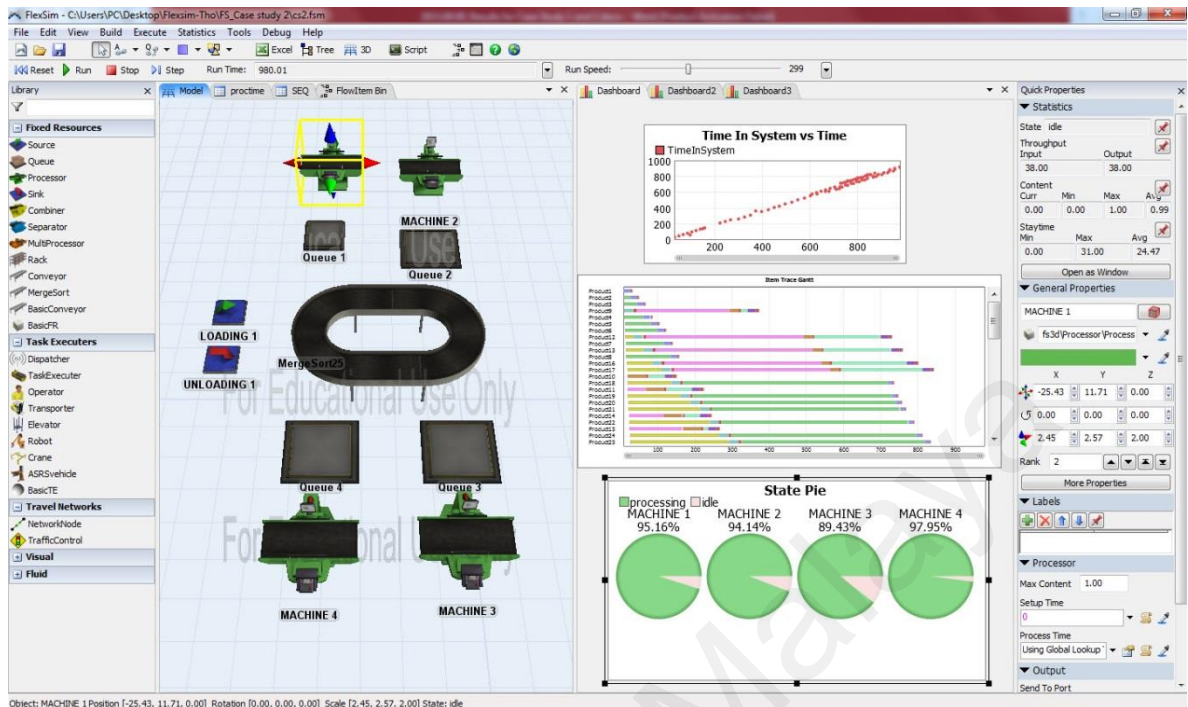 FlexSim - C:\Users\PC\Desktop\Flexsim-Tho\FS_Case study 2\cs2.fsm
File Edit View Build Execute Statistics Tools Debug Help
Excel Tree 3D Script
Reset Run Stop Step Run Time: 980.01 Run Speed: 299
Library
Fixed Resources
Source
Queue
Processor
Sink
Combiner
Separator
MultiProcessor
Rack
Conveyor
MergeSort
BasicConveyor
BasicFR
Task Executers
Dispatcher
TaskExecuter
Operator
Transporter
Elevator
Robot
Crane
ASRSvehicle
BasicTE
Travel Networks
NetworkNode
TrafficControl
Visual
Fluid
Model proctime SEQ FlowItem Bin
MACHINE 2
Queue 1
Queue 2
LOADING 1
UNLOADING 1
MergeSort25
For Educational Use Only
Queue 4 Queue 3
For Educational Use Only
MACHINE 4 MACHINE 3
Dashboard Dashboard2 Dashboard3
Time In System vs Time
TimeInSystem
1000
800
600
400
200
0
200 400 600 800
Item Trace Gantt
Product1
Product2
Product3
Product9
Product4
Product5
Product6
Product12
Product7
Product13
Product8
Product16
Product17
Product10
Product18
Product11
Product19
Product20
Product21
Product14
Product22
Product15
Product24
Product23
100 200 300 400 500 600 700 800 900
State Pie
processing idle
MACHINE 1 MACHINE 2 MACHINE 3 MACHINE 4
95.16% 94.14% 89.43% 97.95%
Quick Properties
Statistics
State idle
Throughput
Input Output
38.00 38.00
Content
Curr Min Max Avg
0.00 0.00 1.00 0.99
Staytime
Min Max Avg
0.00 31.00 24.47
Open as Window
General Properties
MACHINE 1
fs3d\Processor\Process
X Y Z
-25.43 11.71 0.00
0.00 0.00 0.00
2.45 2.57 2.00
Rank 2
More Properties
Labels
Processor
Max Content 1.00
Setup Time
0
Process Time
Using Global Lookup
Output
Send To Port
Object: MACHINE 1 Position [-25.43, 11.71, 0.00] Rotation [0.00, 0.00, 0.00] Scale [2.45, 2.57, 2.00] State: idle
Malaya